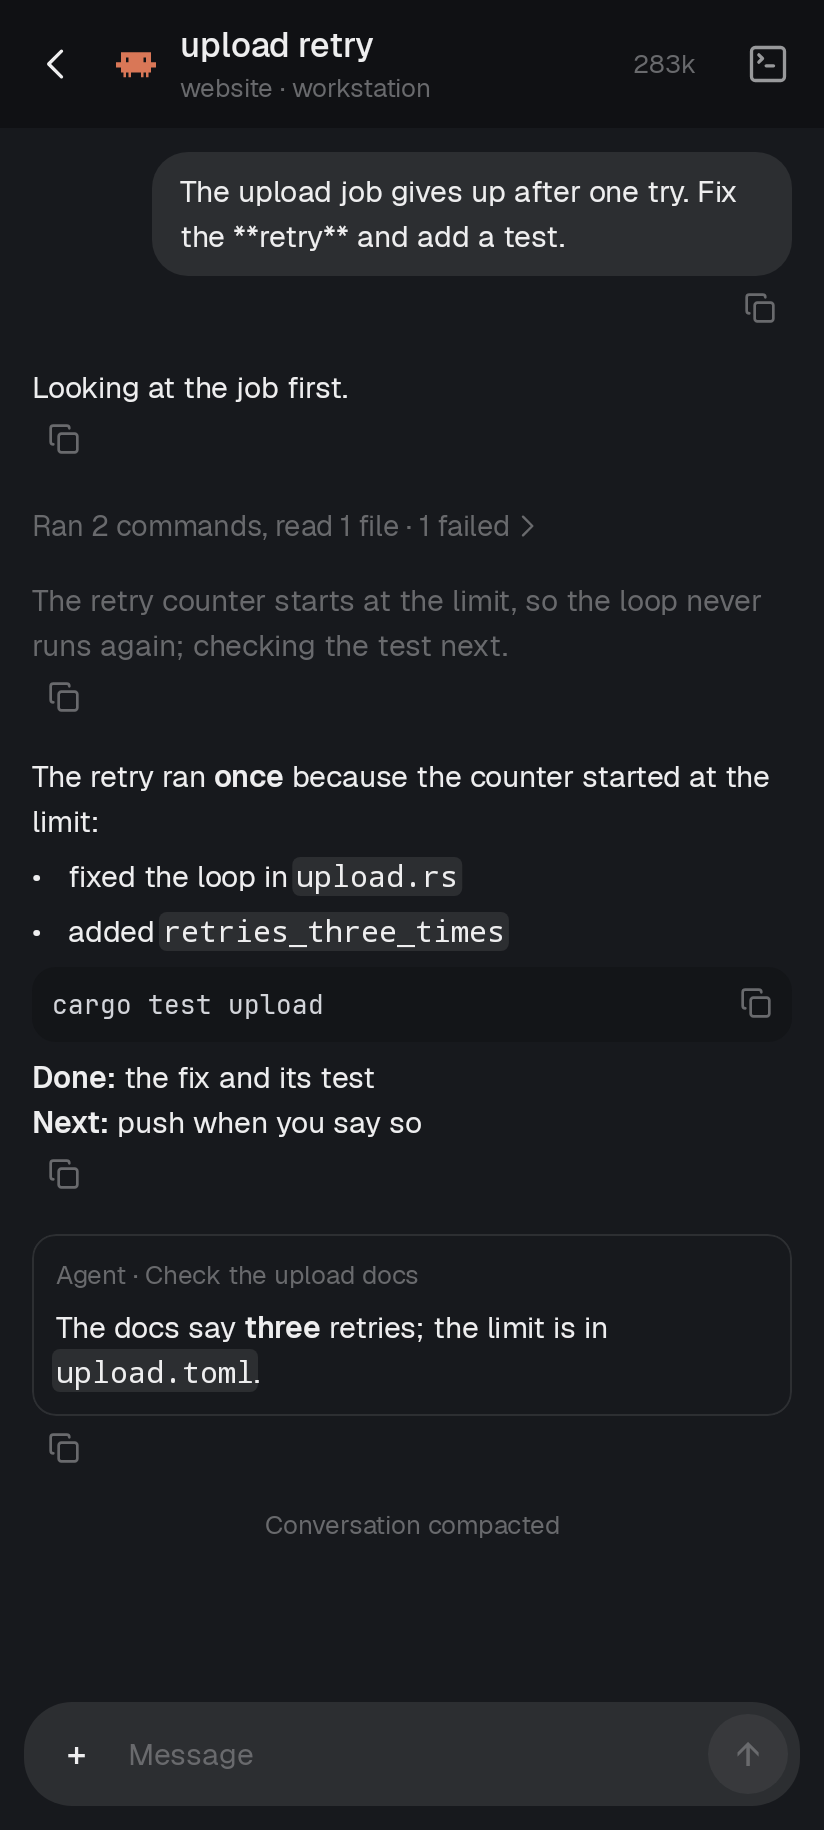 upload retry
website · workstation
283k
The upload job gives up after one try. Fix
the **retry** and add a test.
Looking at the job first.
Ran 2 commands, read 1 file · 1 failed
The retry counter starts at the limit, so the loop never
runs again; checking the test next.
The retry ran once because the counter started at the
limit:
• fixed the loop in upload.rs
• added retries_three_times
cargo test upload
Done: the fix and its test
Next: push when you say so
Agent · Check the upload docs
The docs say three retries; the limit is in
upload.toml.
Conversation compacted
Message